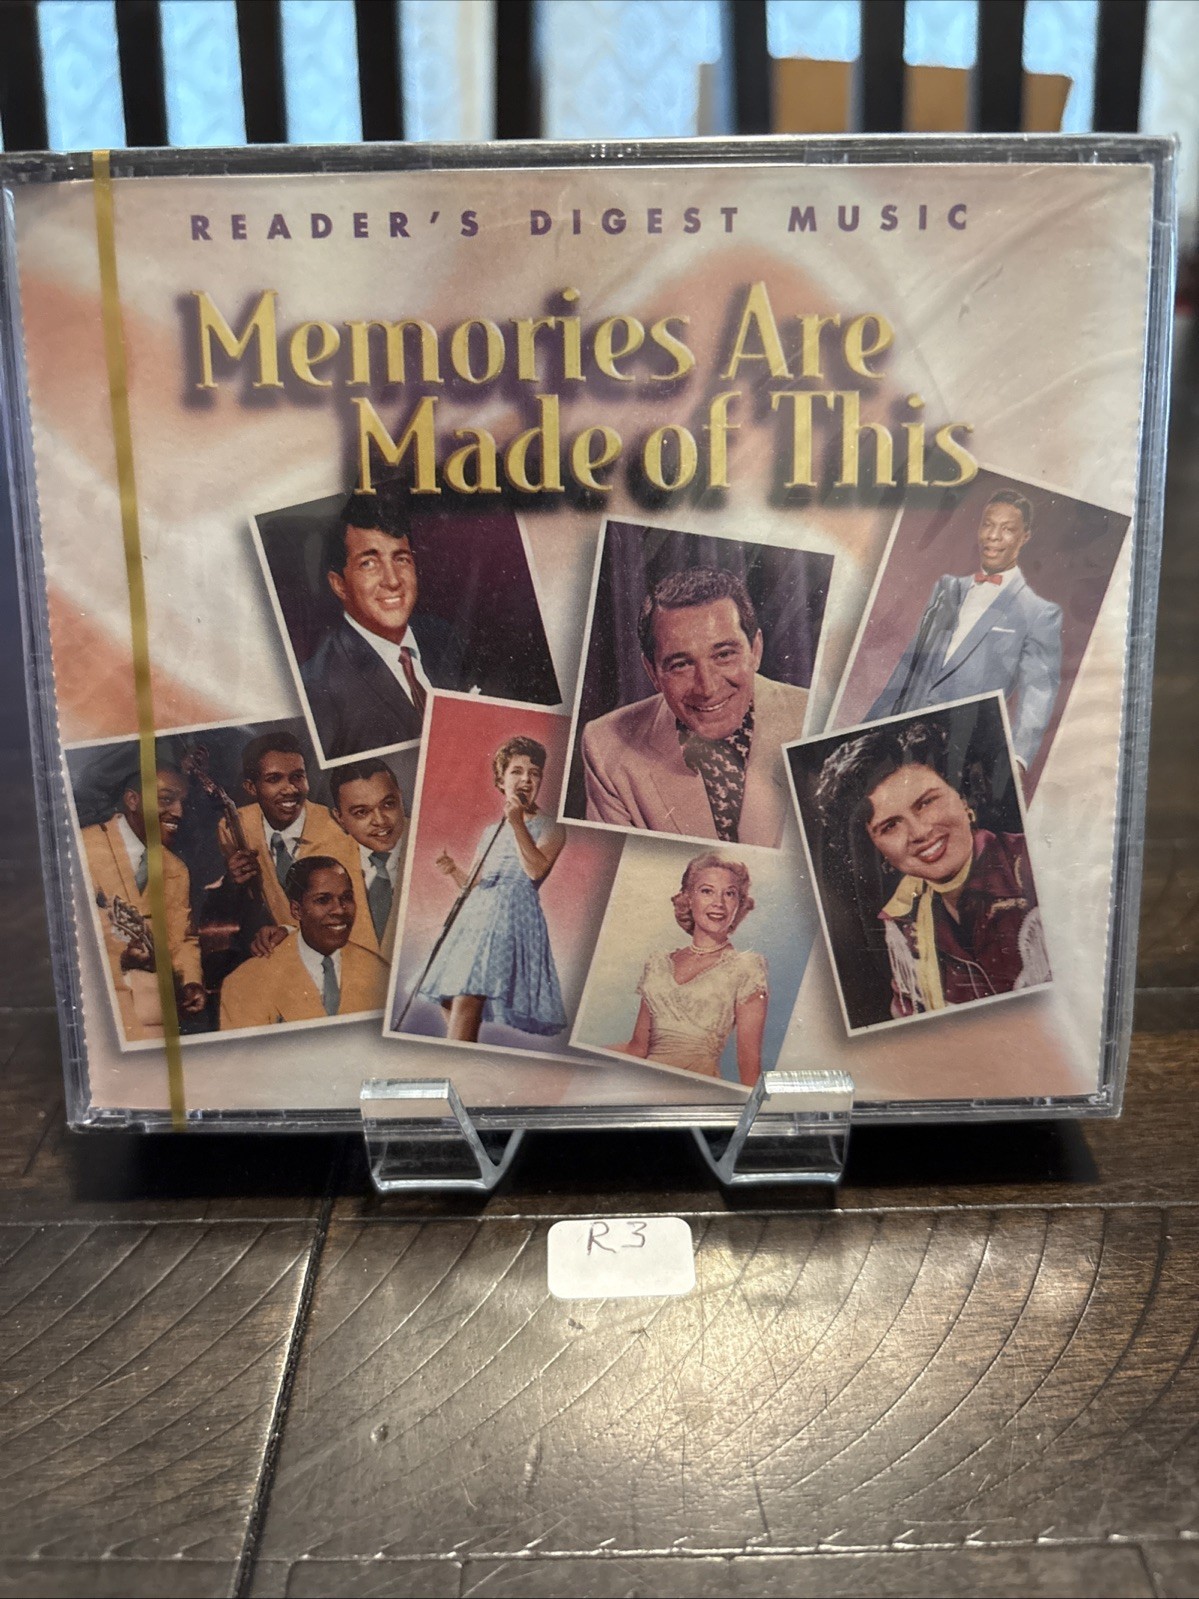 READER'S DIGEST MUSIC
Memories Are
Made of This
R3